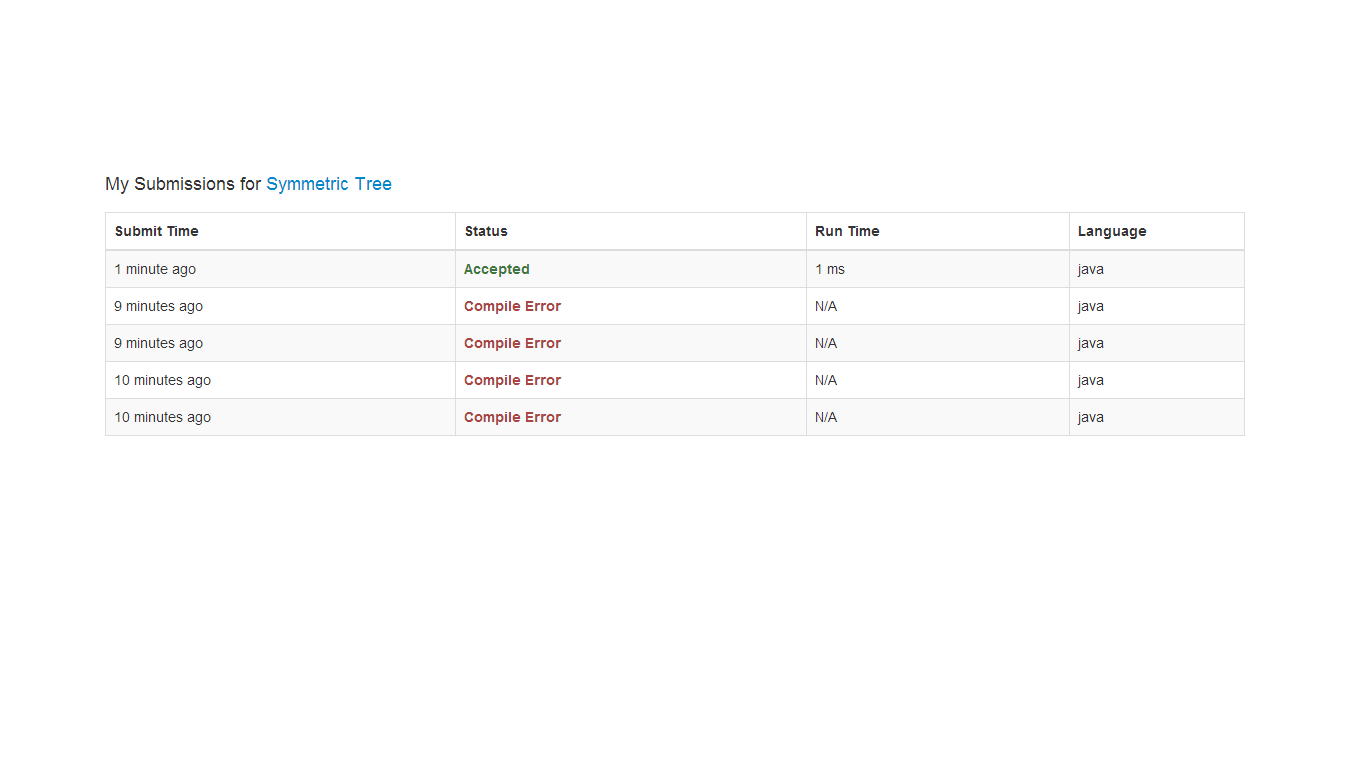 My Submissions for Symmetric Tree
Submit Time Status Run Time Language
1 minute ago Accepted 1 ms java
9 minutes ago Compile Error N/A java
9 minutes ago Compile Error N/A java
10 minutes ago Compile Error N/A java
10 minutes ago Compile Error N/A java